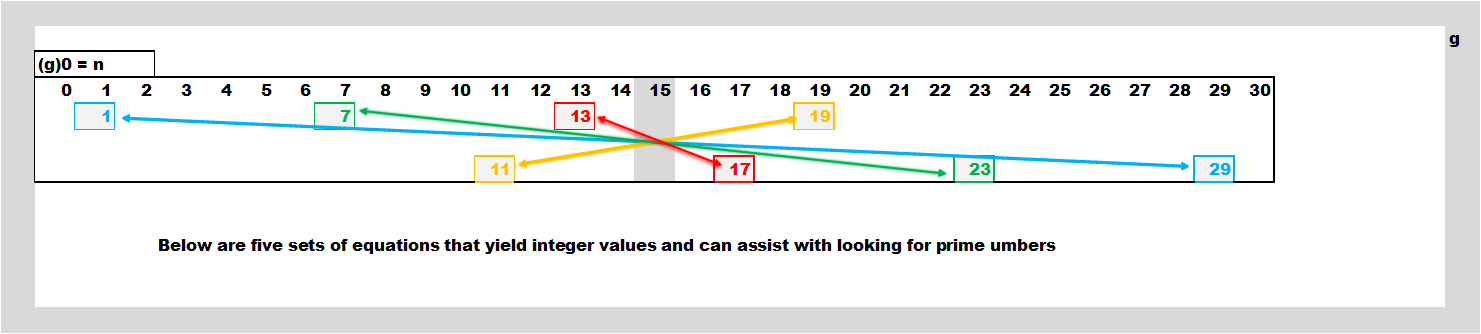 g
(g)0 = n
0 1 2 3 4 5 6 7 8 9 10 11 12 13 14 15 16 17 18 19 20 21 22 23 24 25 26 27 28 29 30
1 7 13 19
11 17 23 29
Below are five sets of equations that yield integer values and can assist with looking for prime umbers